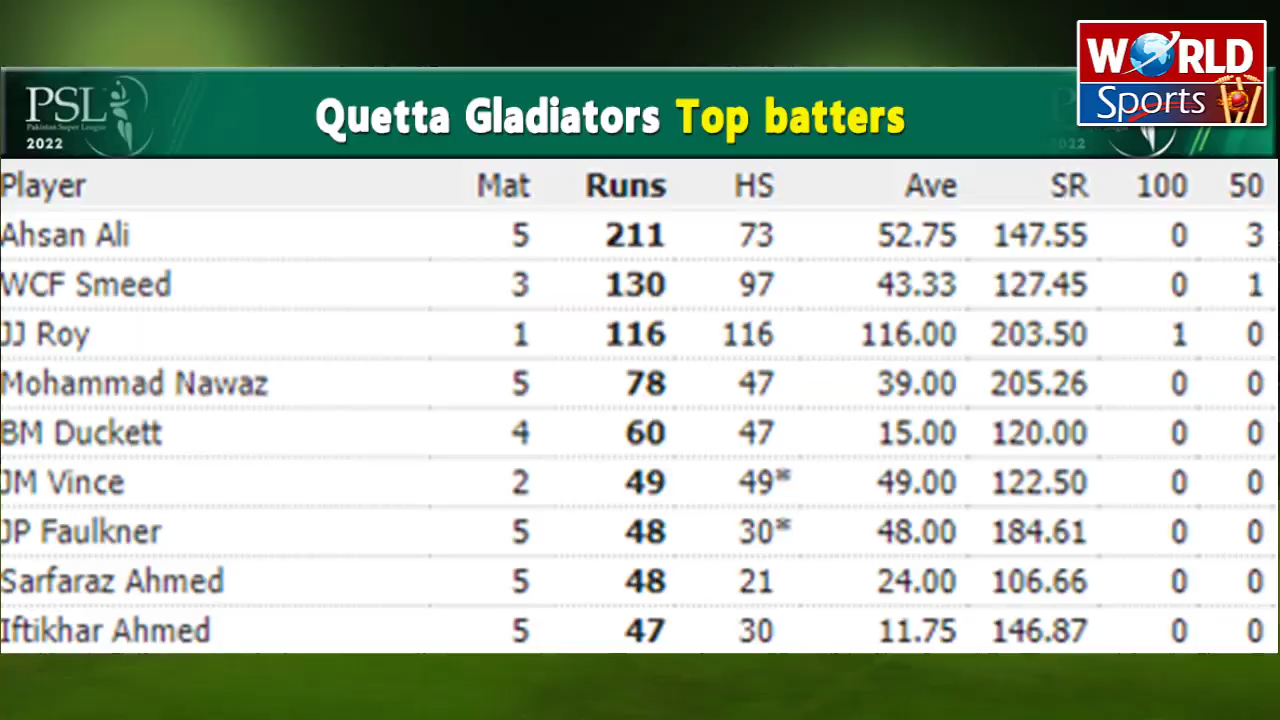 WORLD
Sports
PSL
Pakistan Super League
2022
Quetta Gladiators Top batters
2022
Player Mat Runs HS Ave SR 100 50
Ahsan Ali 5 211 73 52.75 147.55 0 3
WCF Smeed 3 130 97 43.33 127.45 0 1
JJ Roy 1 116 116 116.00 203.50 1 0
Mohammad Nawaz 5 78 47 39.00 205.26 0 0
BM Duckett 4 60 47 15.00 120.00 0 0
JM Vince 2 49 49* 49.00 122.50 0 0
JP Faulkner 5 48 30* 48.00 184.61 0 0
Sarfaraz Ahmed 5 48 21 24.00 106.66 0 0
Iftikhar Ahmed 5 47 30 11.75 146.87 0 0